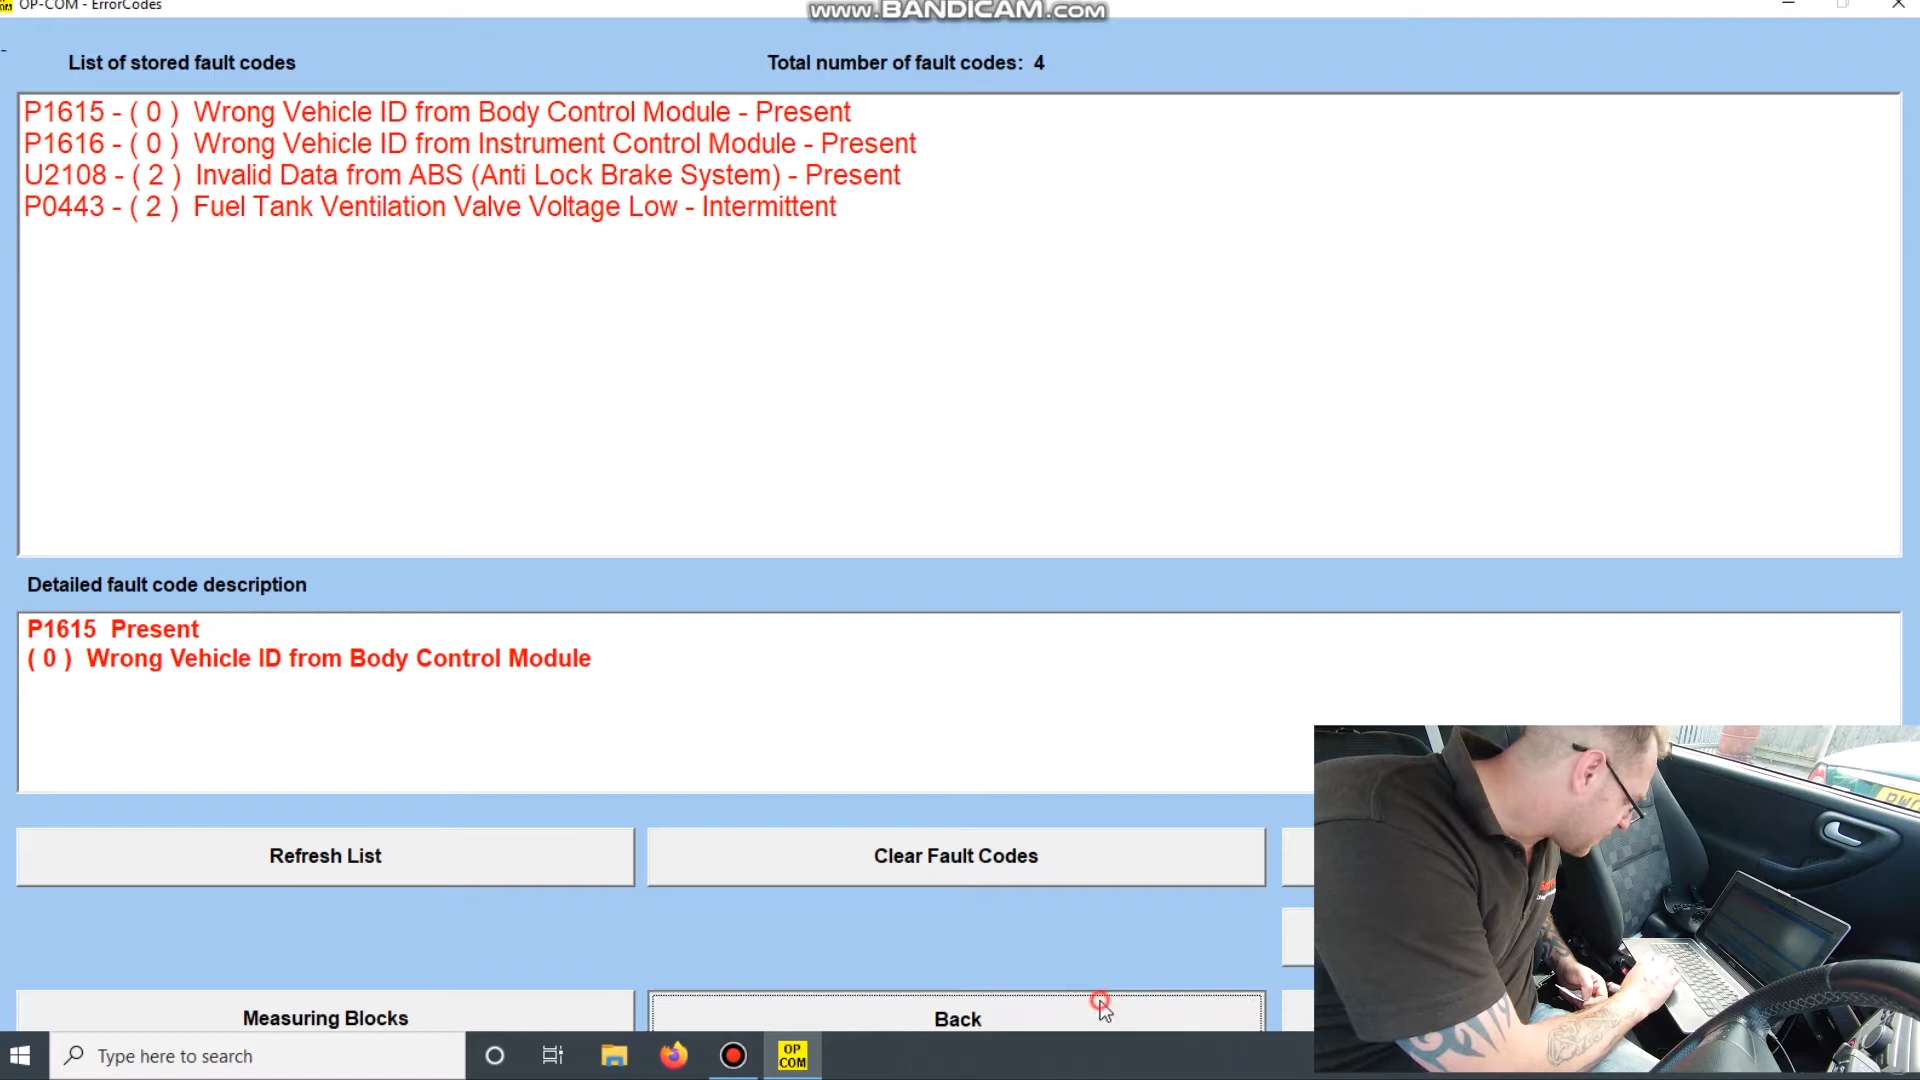 OP-COM - ErrorCodes
www.BANDICAM.com
List of stored fault codes
Total number of fault codes: 4
P1615 - ( 0 ) Wrong Vehicle ID from Body Control Module - Present
P1616 - ( 0 ) Wrong Vehicle ID from Instrument Control Module - Present
U2108 - ( 2 ) Invalid Data from ABS (Anti Lock Brake System) - Present
P0443 - ( 2 ) Fuel Tank Ventilation Valve Voltage Low - Intermittent
Detailed fault code description
P1615 Present
( 0 ) Wrong Vehicle ID from Body Control Module
Refresh List
Clear Fault Codes
Measuring Blocks
Back
Type here to search
OP
COM